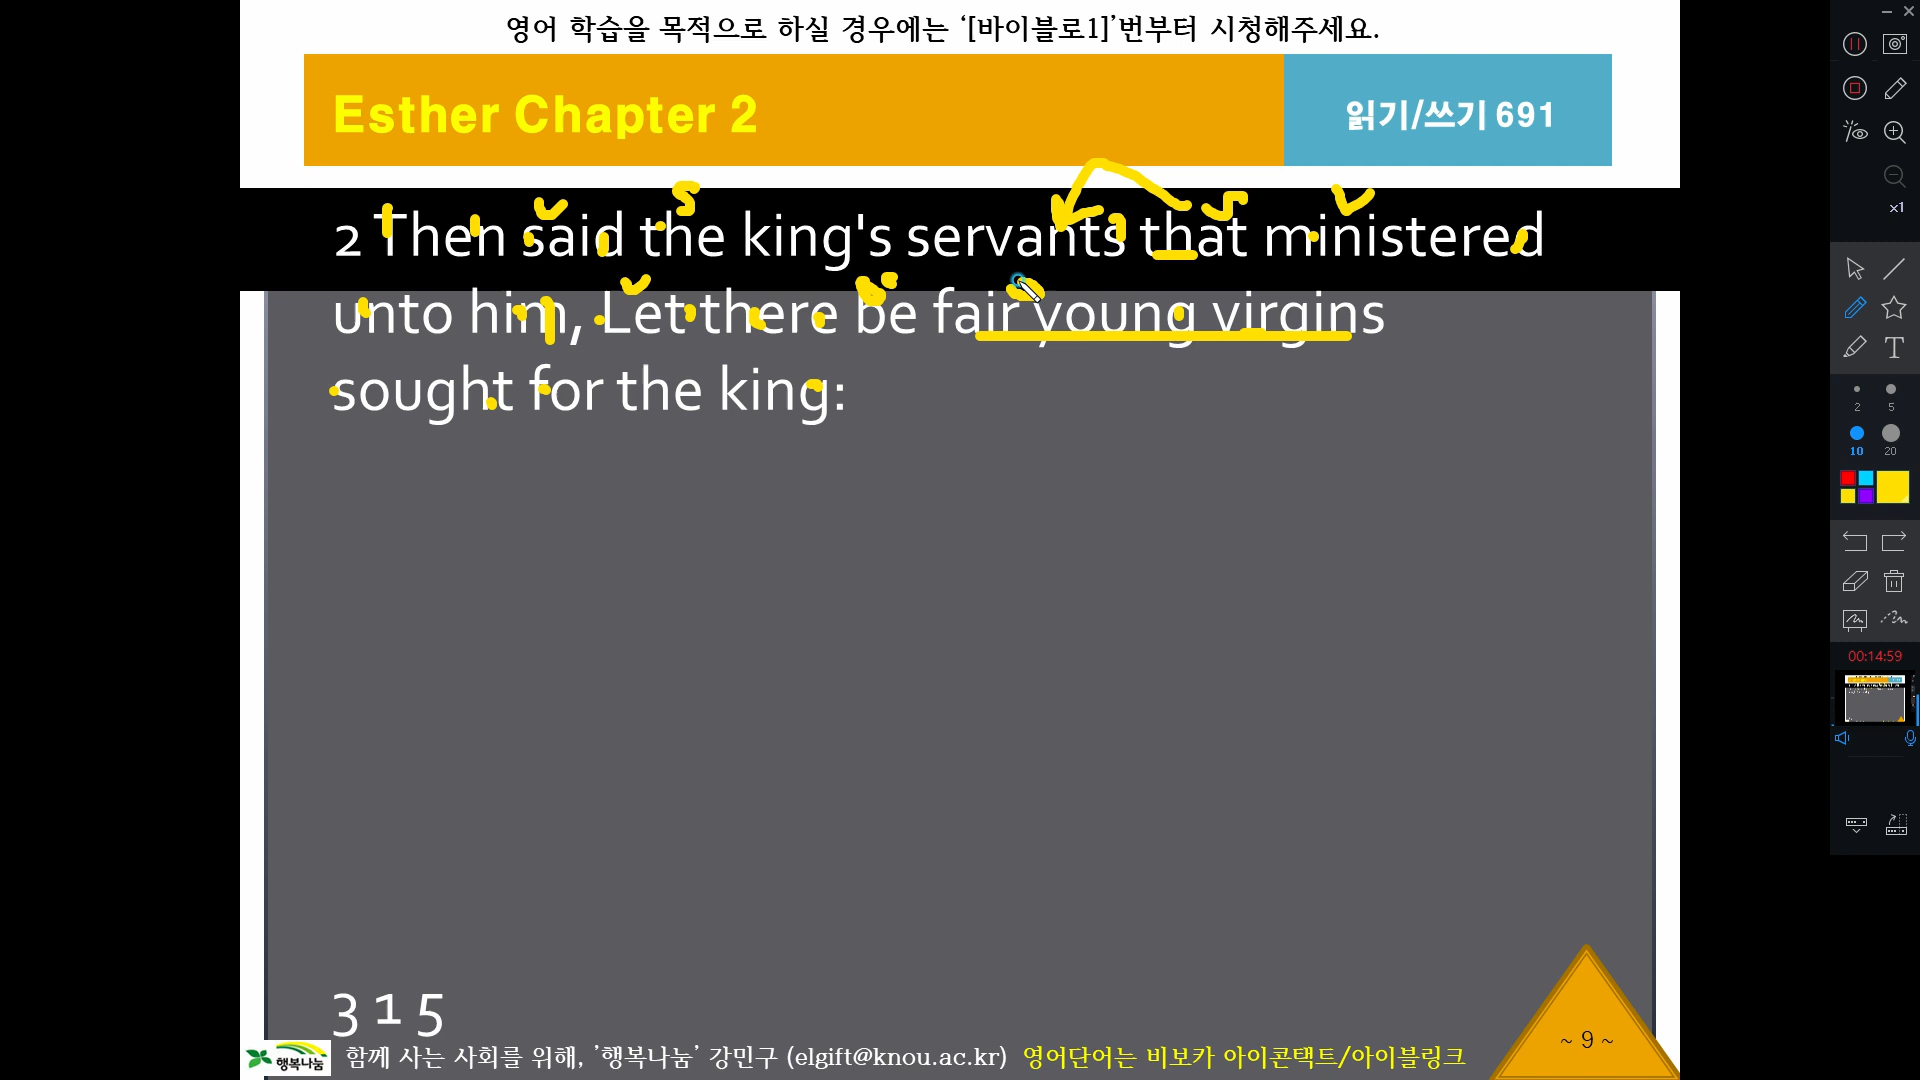 영어 학습을 목적으로 하실 경우에는 ‘[바이블로1]’번부터 시청해주세요.
Esther Chapter 2
읽기/쓰기 691
2 Then said the king's servants that ministered
unto him, Let there be fair young virgins
sought for the king:
3 1 5
행복나눔
함께 사는 사회를 위해, ’행복나눔’ 강민구 (elgift@knou.ac.kr) 영어단어는 비보카 아이콘택트/아이블링크
~ 9 ~
x1
T
2 5
10 20
00:14:59